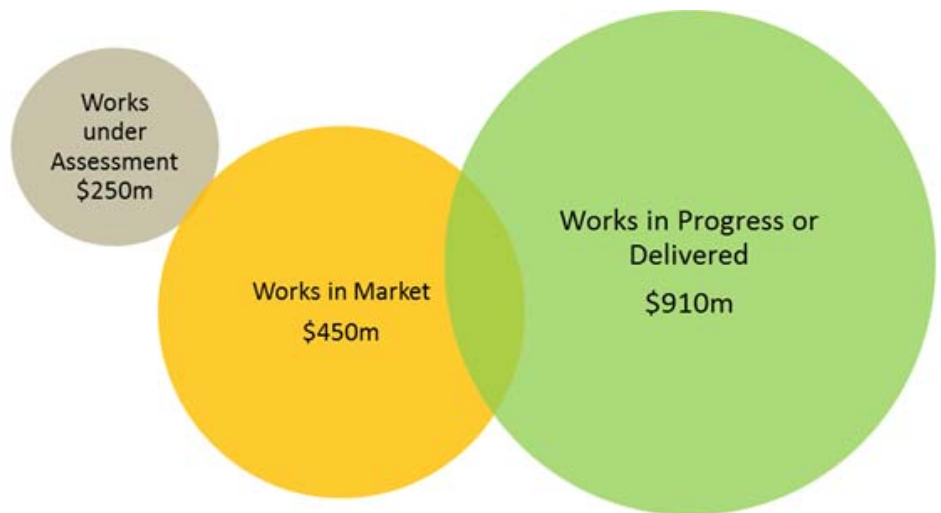 Works
under
Assessment
$250m
Works in Market
$450m
Works in Progress or
Delivered
$910m